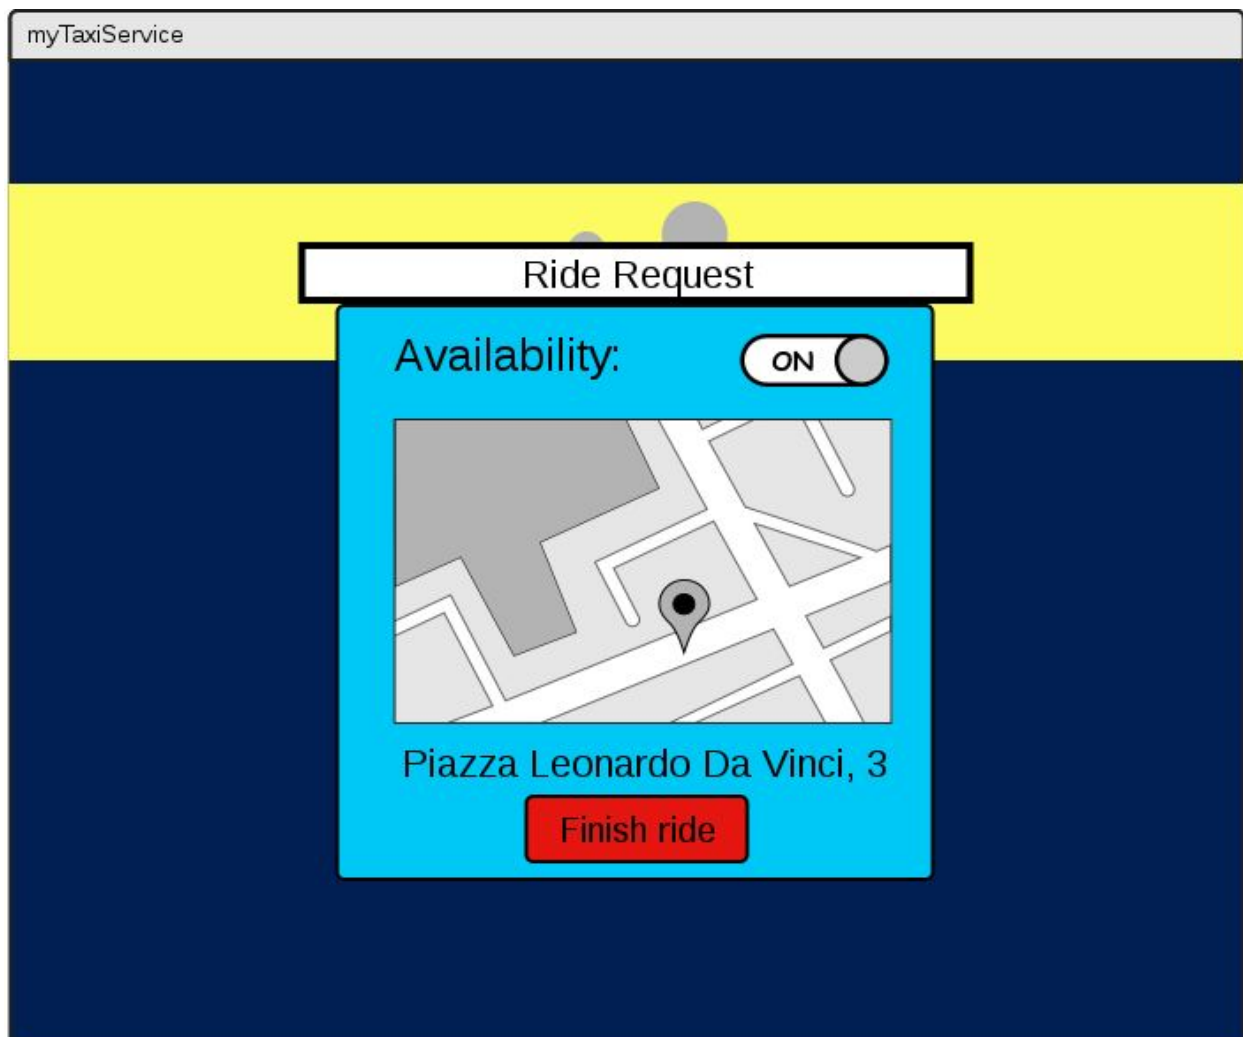 myTaxiService
Ride Request
Availability:
ON
Piazza Leonardo Da Vinci, 3
Finish ride